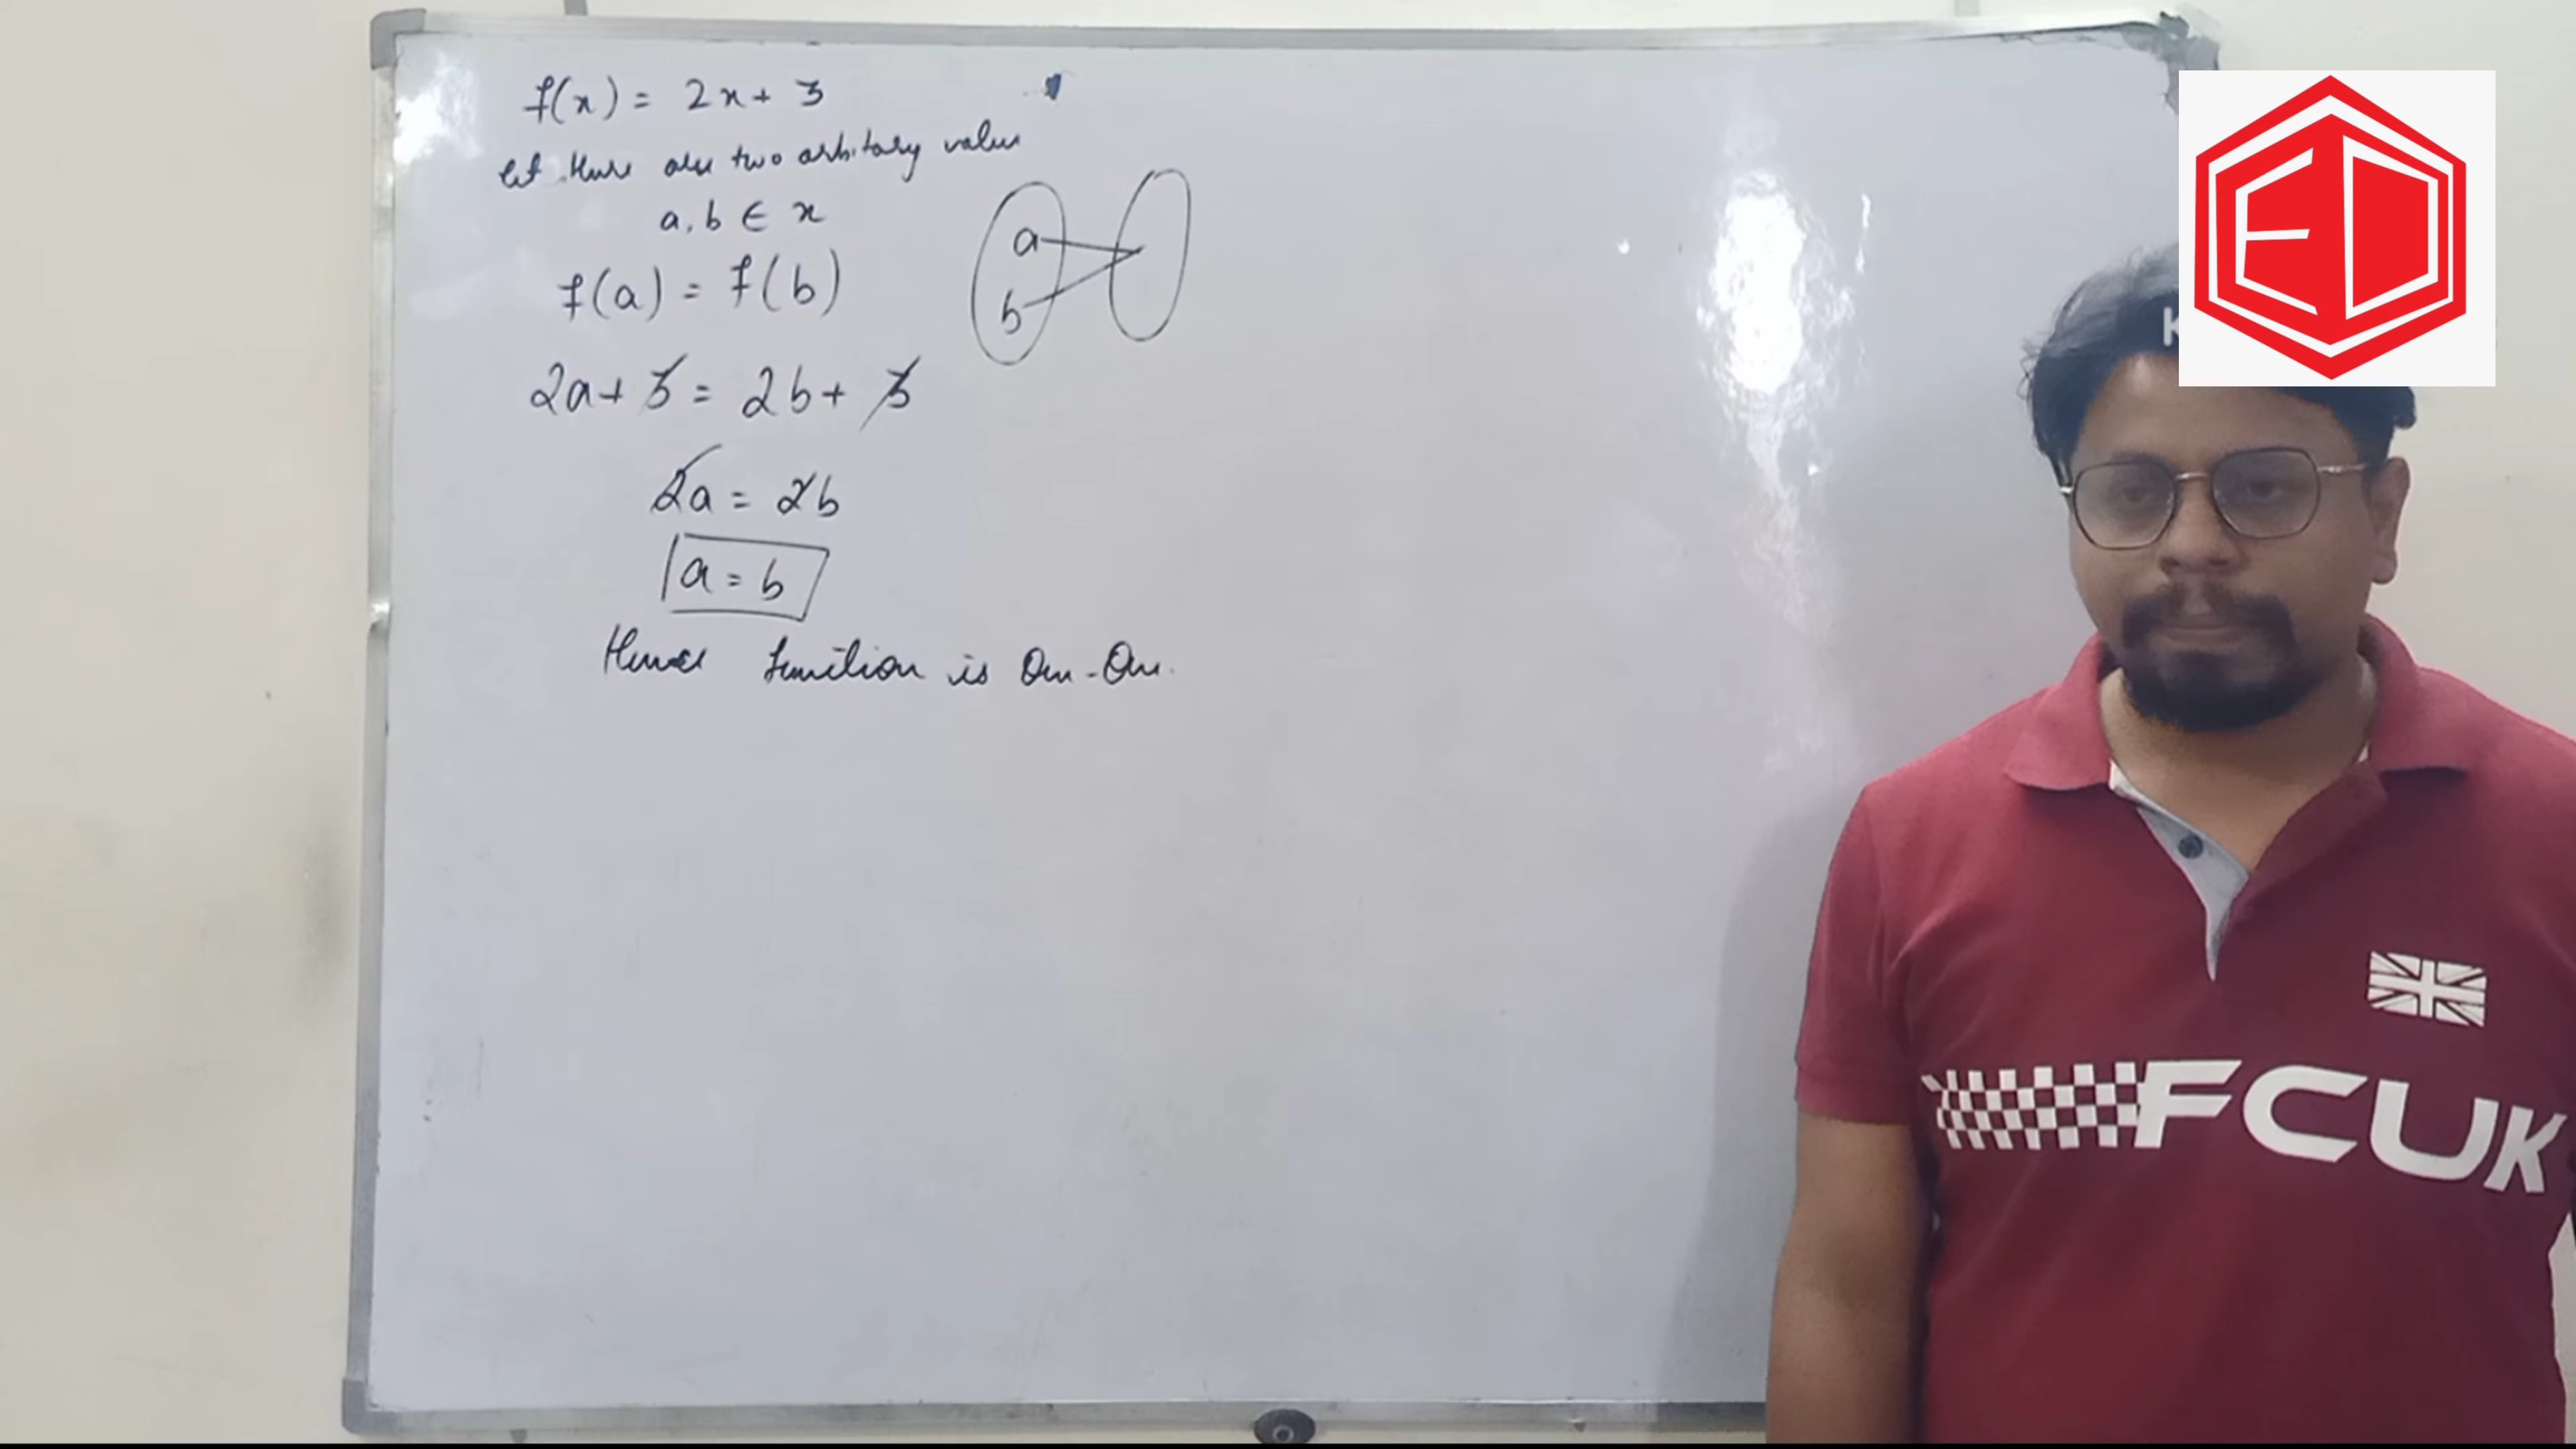 f(x) = 2x + 3
let there are two arbitary value
a, b ∈ x
a
b
f(a) = f(b)
2a + 3 = 2b + 3
2a = 2b
a = b
Hence function is One-One.
ED
K
FCUK